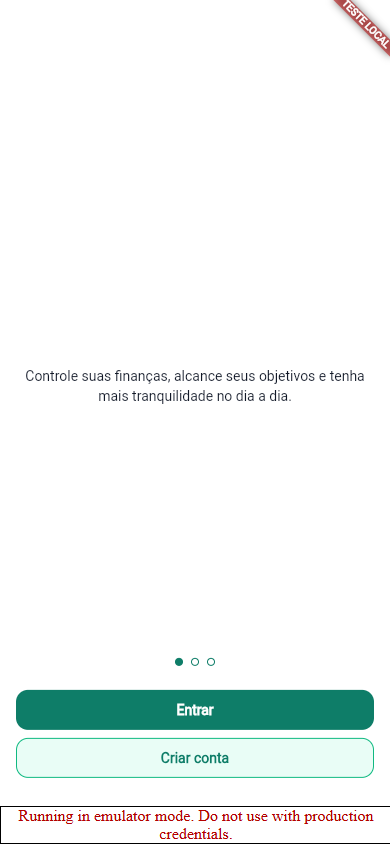 TESTE LOCAL
Controle suas finanças, alcance seus objetivos e tenha
mais tranquilidade no dia a dia.
Entrar
Criar conta
Running in emulator mode. Do not use with production
credentials.